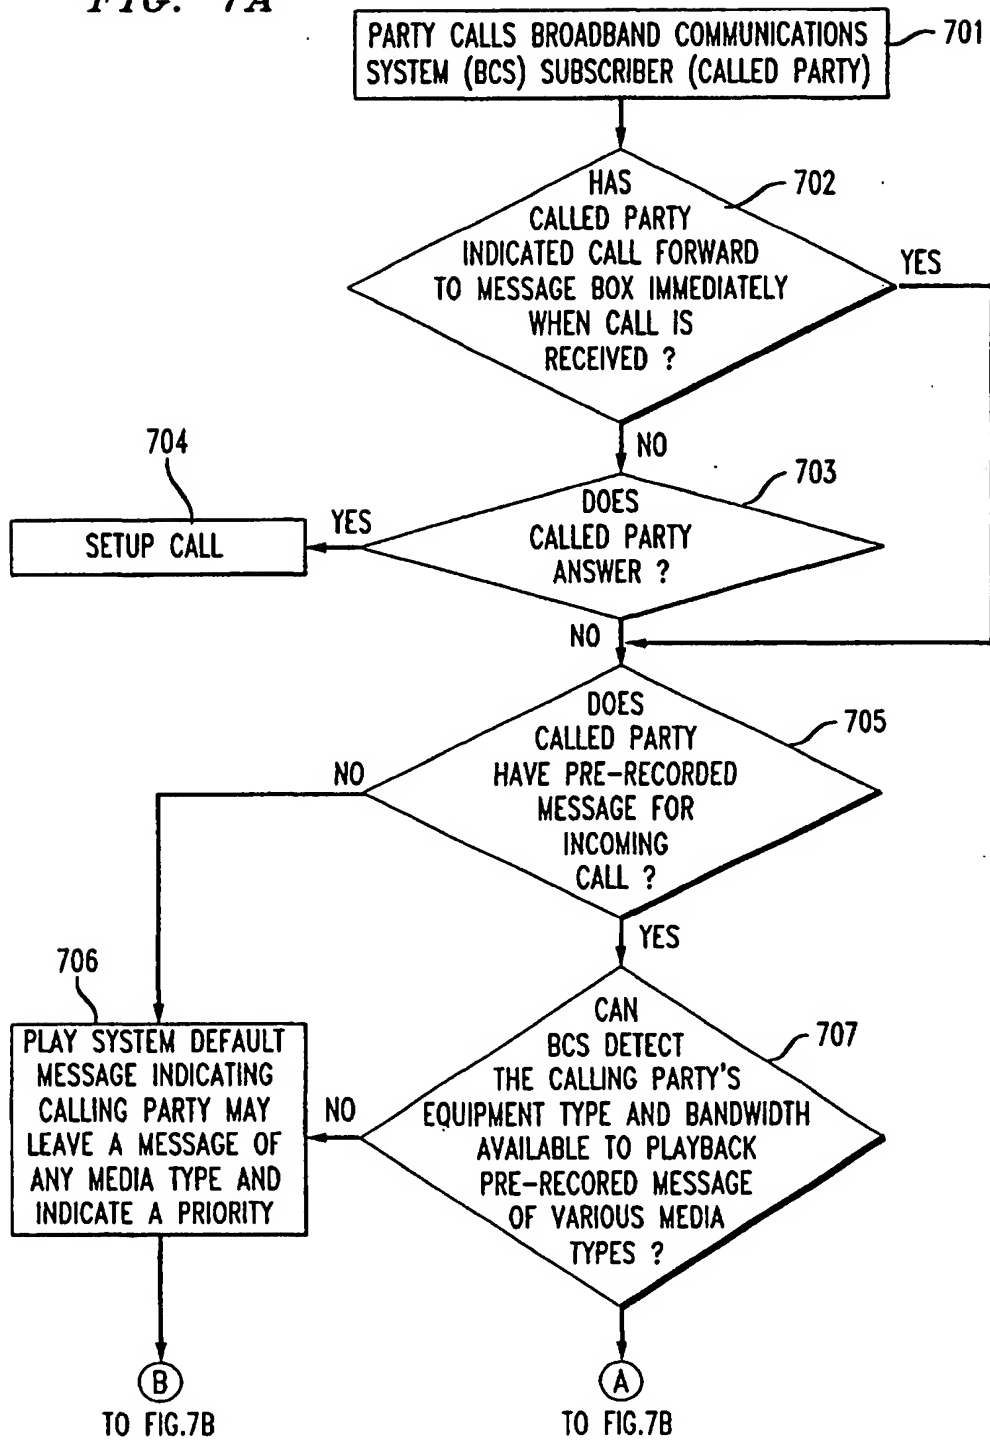 FIG. 7A
PARTY CALLS BROADBAND COMMUNICATIONS
SYSTEM (BCS) SUBSCRIBER (CALLED PARTY)
701
HAS
CALLED PARTY
INDICATED CALL FORWARD
TO MESSAGE BOX IMMEDIATELY
WHEN CALL IS
RECEIVED ?
702
YES
NO
704
SETUP CALL
YES
DOES
CALLED PARTY
ANSWER ?
703
NO
DOES
CALLED PARTY
HAVE PRE-RECORDED
MESSAGE FOR
INCOMING
CALL ?
705
NO
YES
706
PLAY SYSTEM DEFAULT
MESSAGE INDICATING
CALLING PARTY MAY
LEAVE A MESSAGE OF
ANY MEDIA TYPE AND
INDICATE A PRIORITY
NO
CAN
BCS DETECT
THE CALLING PARTY'S
EQUIPMENT TYPE AND BANDWIDTH
AVAILABLE TO PLAYBACK
PRE-RECORED MESSAGE
OF VARIOUS MEDIA
TYPES ?
707
B
TO FIG.7B
A
TO FIG.7B